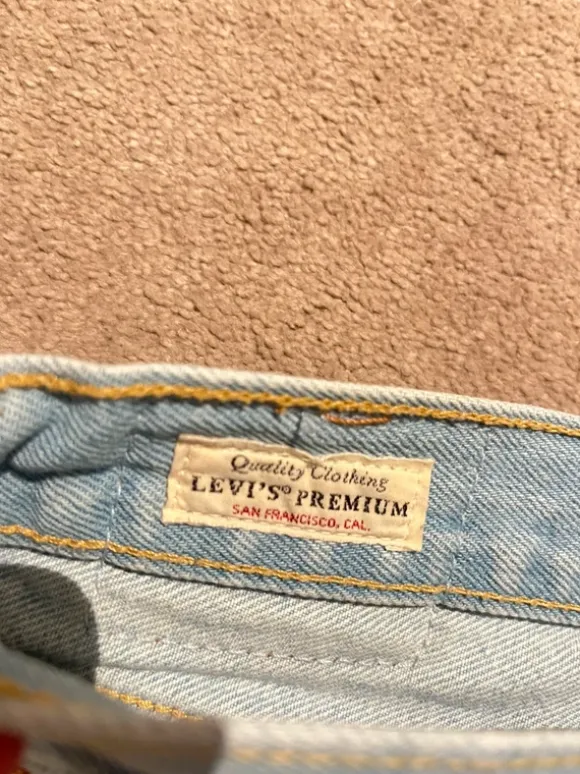 Quality Clothing
LEVI'S® PREMIUM
SAN FRANCISCO, CAL.